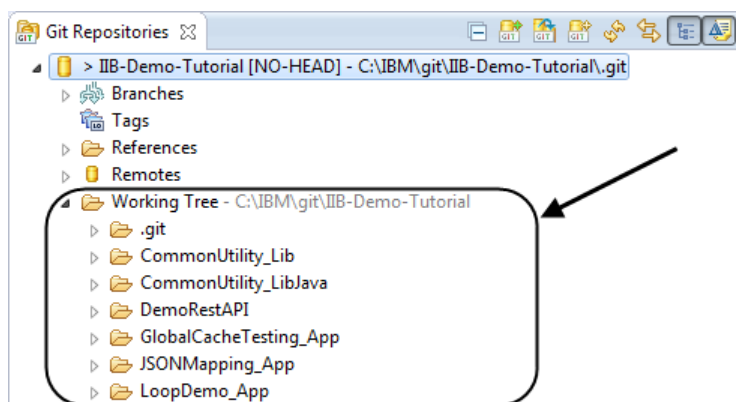 Git Repositories
> IIB-Demo-Tutorial [NO-HEAD] - C:\IBM\git\IIB-Demo-Tutorial\.git
Branches
Tags
References
Remotes
Working Tree - C:\IBM\git\IIB-Demo-Tutorial
.git
CommonUtility_Lib
CommonUtility_LibJava
DemoRestAPI
GlobalCacheTesting_App
JSONMapping_App
LoopDemo_App